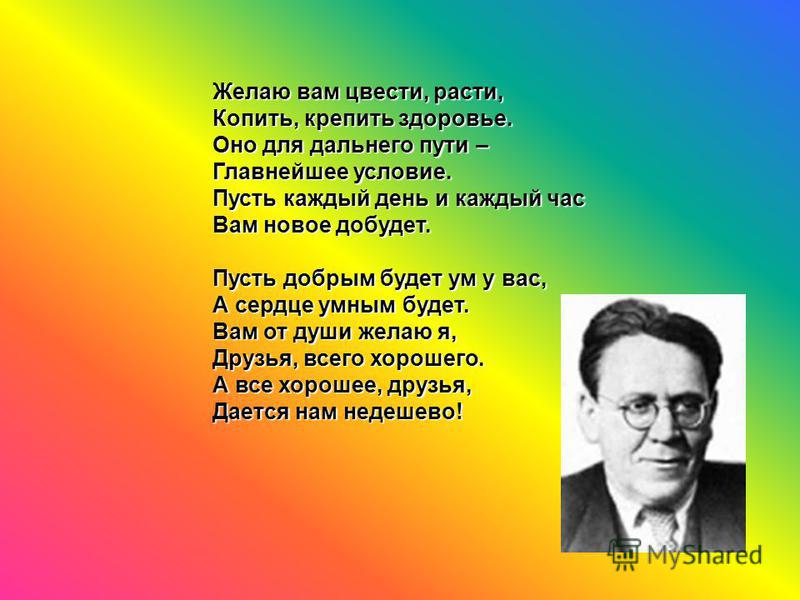 Желаю вам цвести, расти,
Копить, крепить здоровье.
Оно для дальнего пути –
Главнейшее условие.
Пусть каждый день и каждый час
Вам новое добудет.
Пусть добрым будет ум у вас,
А сердце умным будет.
Вам от души желаю я,
Друзья, всего хорошего.
А все хорошее, друзья,
Дается нам недешево!
MyShared